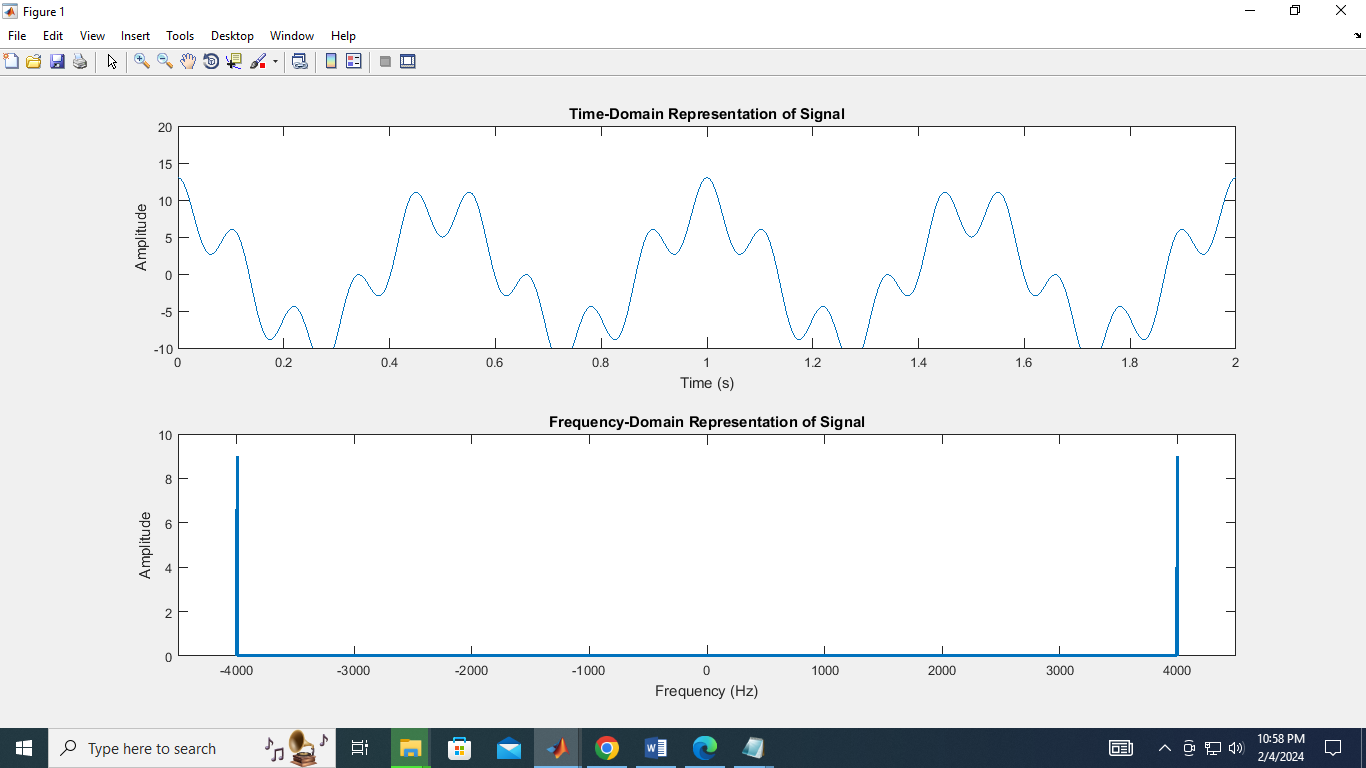 Figure 1
File Edit View Insert Tools Desktop Window Help
Time-Domain Representation of Signal
20
15
10
5
0
-5
-10
Amplitude
0 0.2 0.4 0.6 0.8 1 1.2 1.4 1.6 1.8 2
Time (s)
Frequency-Domain Representation of Signal
10
8
6
4
2
0
Amplitude
-4000 -3000 -2000 -1000 0 1000 2000 3000 4000
Frequency (Hz)
Type here to search
10:58 PM
2/4/2024